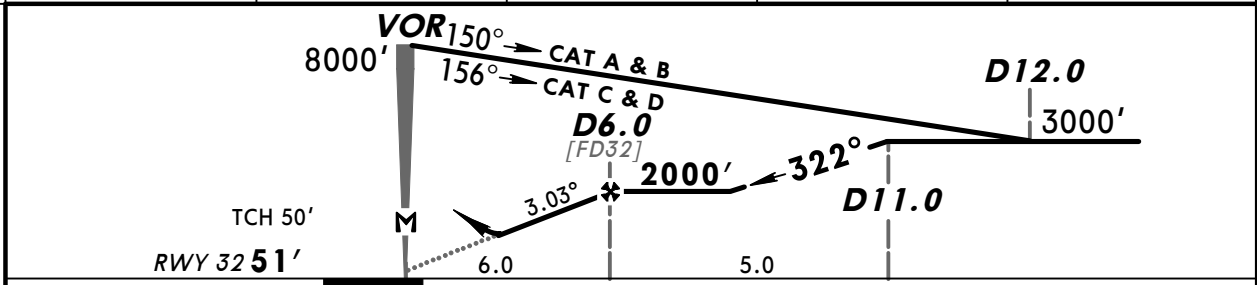 VOR
8000'
150° CAT A & B
156° CAT C & D
D12.0
3000'
D6.0
[FD32]
2000'
322°
D11.0
3.03°
TCH 50'
M
RWY 32 51'
6.0
5.0